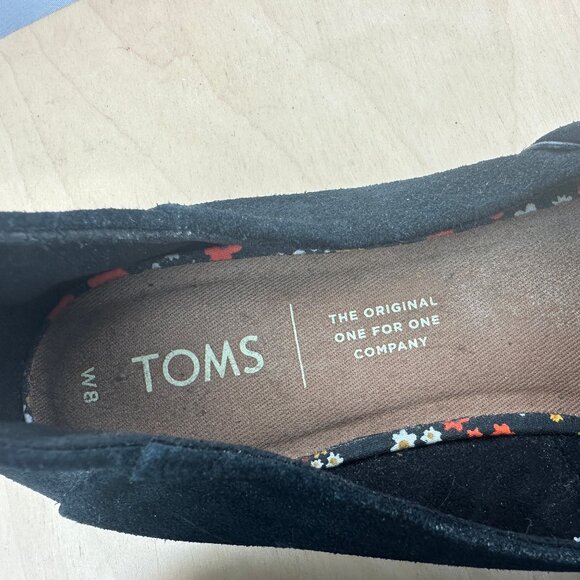 TOMS
THE ORIGINAL
ONE FOR ONE
COMPANY
W8